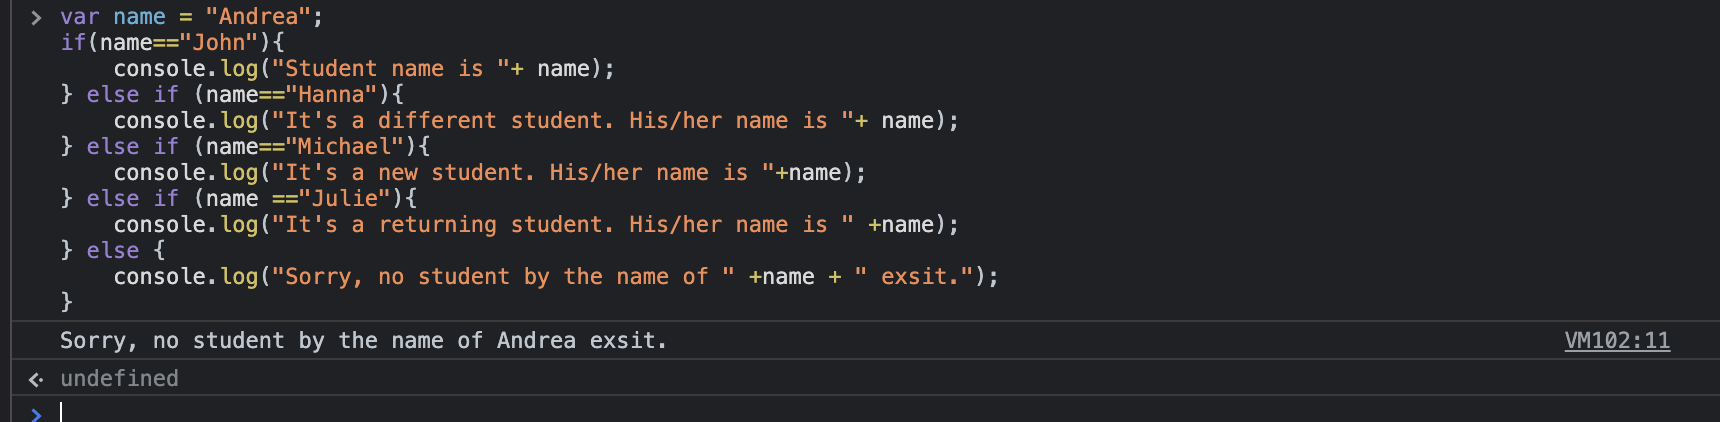 > var name = "Andrea";
if(name=="John"){
    console.log("Student name is "+ name);
} else if (name=="Hanna"){
    console.log("It's a different student. His/her name is "+ name);
} else if (name=="Michael"){
    console.log("It's a new student. His/her name is "+name);
} else if (name =="Julie"){
    console.log("It's a returning student. His/her name is " +name);
} else {
    console.log("Sorry, no student by the name of " +name + " exsit.");
}
Sorry, no student by the name of Andrea exsit. VM102:11
undefined
>